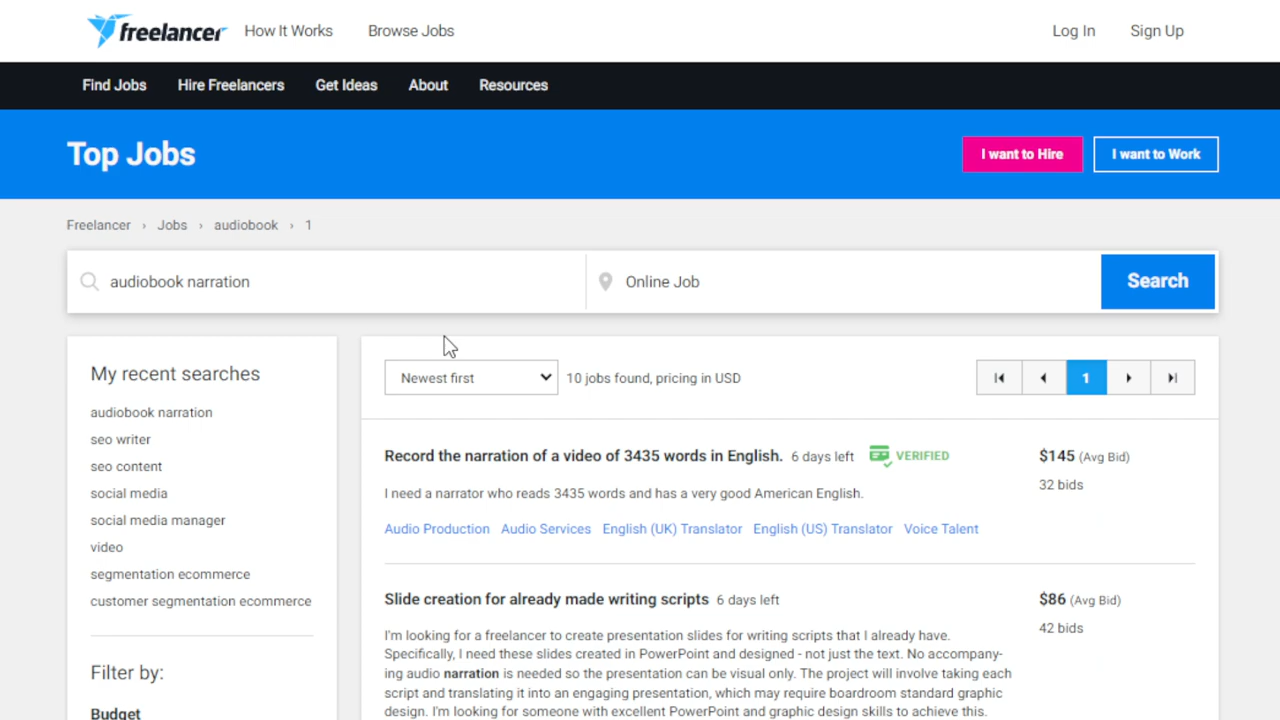 freelancer How It Works Browse Jobs Log In Sign Up
Find Jobs Hire Freelancers Get Ideas About Resources
Top Jobs I want to Hire I want to Work
Freelancer › Jobs › audiobook › 1
audiobook narration Online Job Search
My recent searches
audiobook narration
seo writer
seo content
social media
social media manager
video
segmentation ecommerce
customer segmentation ecommerce
Filter by:
Budget
Newest first 10 jobs found, pricing in USD 1
Record the narration of a video of 3435 words in English. 6 days left VERIFIED $145 (Avg Bid)
32 bids
I need a narrator who reads 3435 words and has a very good American English.
Audio Production Audio Services English (UK) Translator English (US) Translator Voice Talent
Slide creation for already made writing scripts 6 days left $86 (Avg Bid)
42 bids
I'm looking for a freelancer to create presentation slides for writing scripts that I already have.
Specifically, I need these slides created in PowerPoint and designed - not just the text. No accompany-
ing audio narration is needed so the presentation can be visual only. The project will involve taking each
script and translating it into an engaging presentation, which may require boardroom standard graphic
design. I'm looking for someone with excellent PowerPoint and graphic design skills to achieve this.